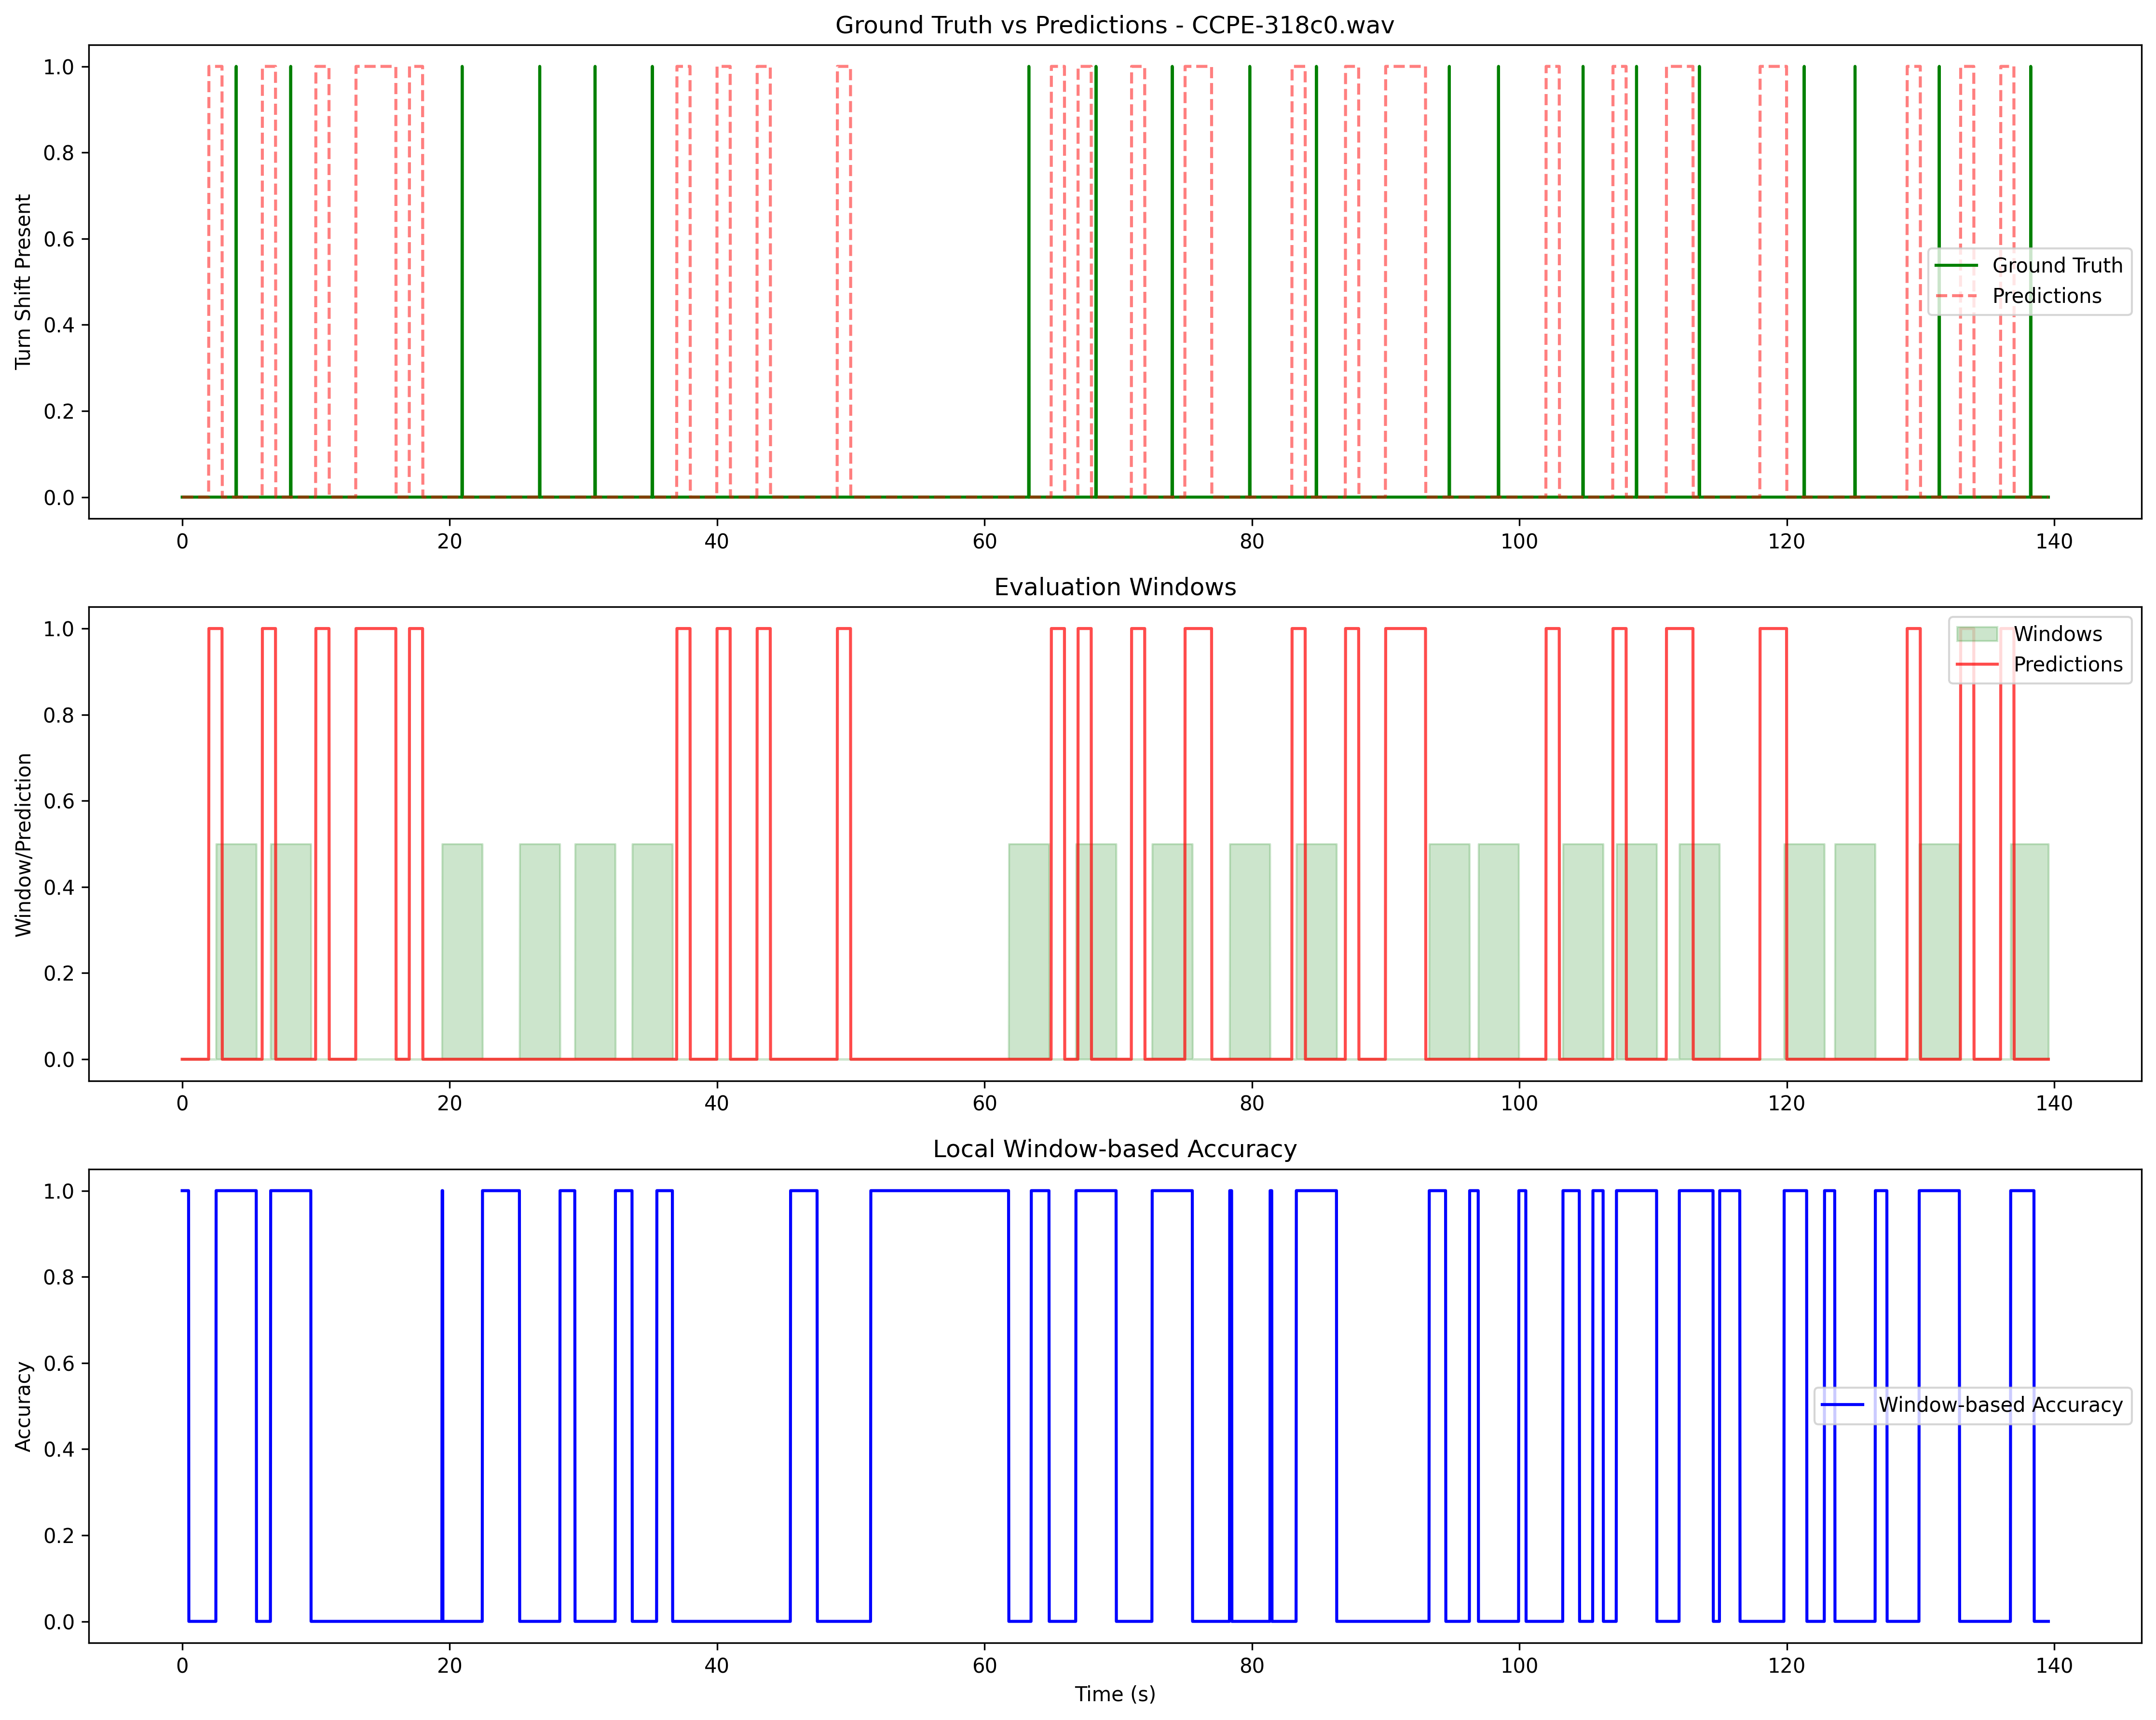 Ground Truth vs Predictions - CCPE-318c0.wav
1.0
0.8
0.6
0.4
0.2
0.0
Turn Shift Present
Ground Truth
Predictions
0 20 40 60 80 100 120 140
Evaluation Windows
1.0
0.8
0.6
0.4
0.2
0.0
Window/Prediction
Windows
Predictions
0 20 40 60 80 100 120 140
Local Window-based Accuracy
1.0
0.8
0.6
0.4
0.2
0.0
Accuracy
Window-based Accuracy
0 20 40 60 80 100 120 140
Time (s)